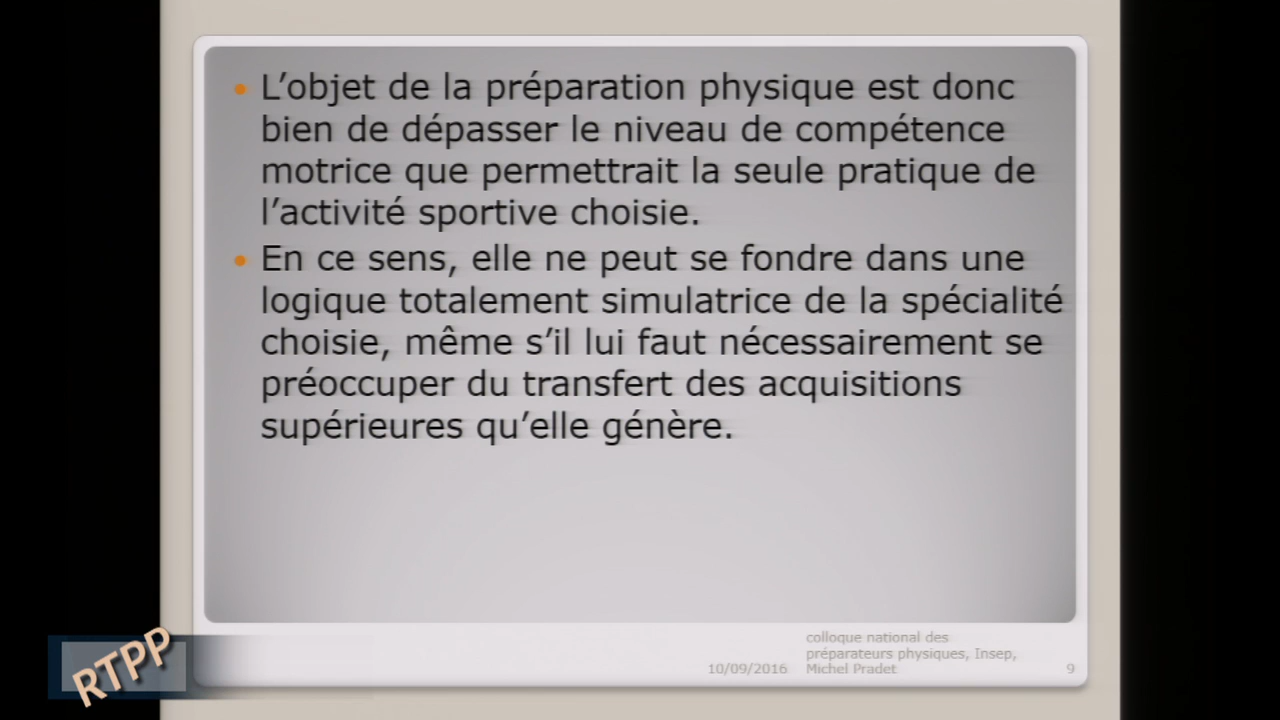 L’objet de la préparation physique est donc
bien de dépasser le niveau de compétence
motrice que permettrait la seule pratique de
l’activité sportive choisie.
En ce sens, elle ne peut se fondre dans une
logique totalement simulatrice de la spécialité
choisie, même s’il lui faut nécessairement se
préoccuper du transfert des acquisitions
supérieures qu’elle génère.
colloque national des
préparateurs physiques, Insep,
10/09/2016 Michel Pradet 9
RTPP